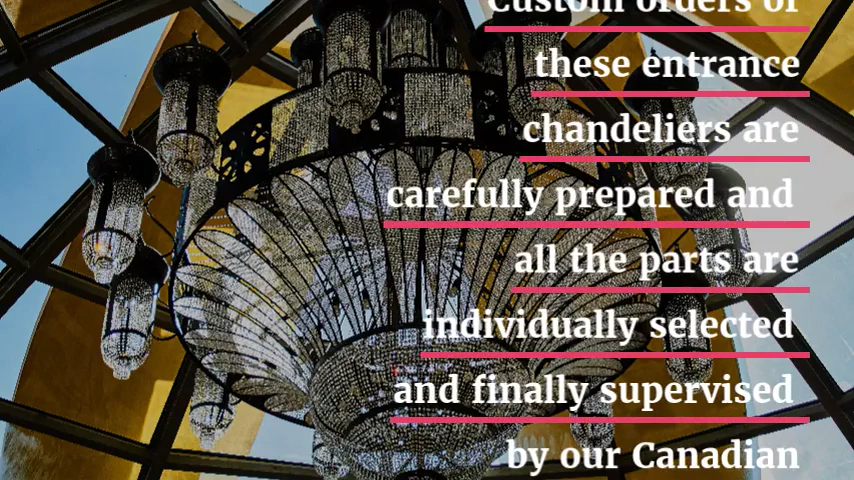 Custom orders of
these entrance
chandeliers are
carefully prepared and
all the parts are
individually selected
and finally supervised
by our Canadian